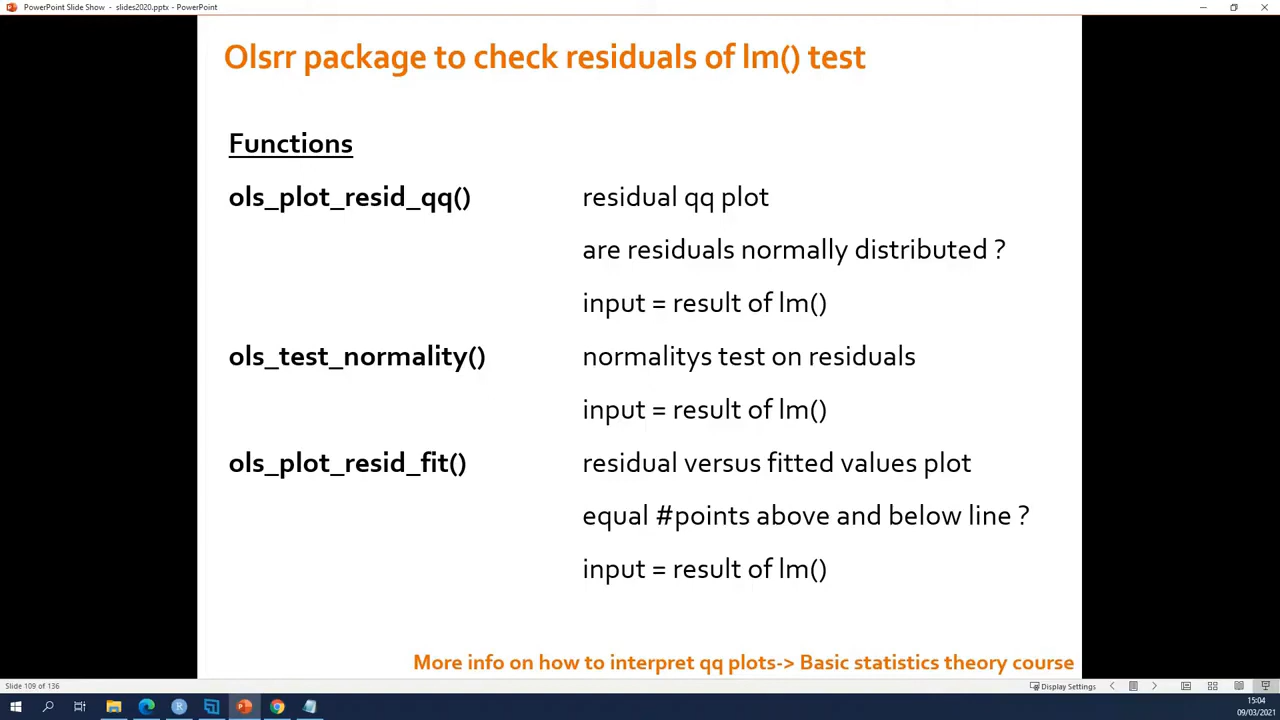 PowerPoint Slide Show - slides2020.pptx - PowerPoint
Olsrr package to check residuals of lm() test
Functions
ols_plot_resid_qq() residual qq plot
are residuals normally distributed ?
input = result of lm()
ols_test_normality() normalitys test on residuals
input = result of lm()
ols_plot_resid_fit() residual versus fitted values plot
equal #points above and below line ?
input = result of lm()
More info on how to interpret qq plots-> Basic statistics theory course
Slide 109 of 136
Display Settings
15:04
09/03/2021